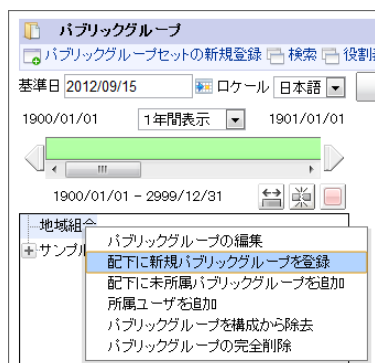 パブリックグループ
パブリックグループセットの新規登録 検索 役割
基準日 2012/09/15 ロケール 日本語
1900/01/01 1年間表示 1901/01/01
1900/01/01 - 2999/12/31
地域組合
サンプル
パブリックグループの編集
配下に新規パブリックグループを登録
配下に未所属パブリックグループを追加
所属ユーザを追加
パブリックグループを構成から除去
パブリックグループの完全削除